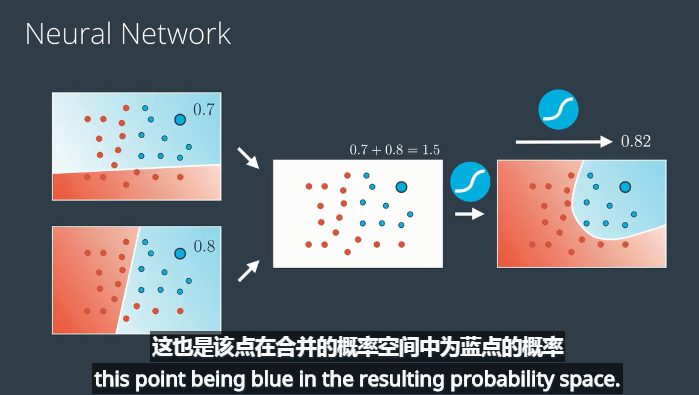 Neural Network
0.7
0.7 + 0.8 = 1.5
0.82
0.8
这也是该点在合并的概率空间中为蓝点的概率
this point being blue in the resulting probability space.